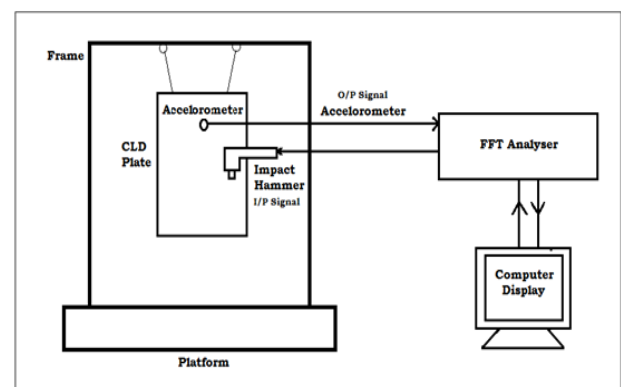 Frame
Accelorometer
O/P Signal
Accelorometer
CLD
Plate
FFT Analyser
Impact
Hammer
I/P Signal
Computer
Display
Platform